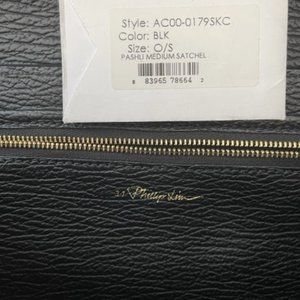 Style: AC00-0179SKC
Color: BLK
Size: O/S
PASHLI MEDIUM SATCHEL
8 83965 78664 2
3.1 Phillip Lim